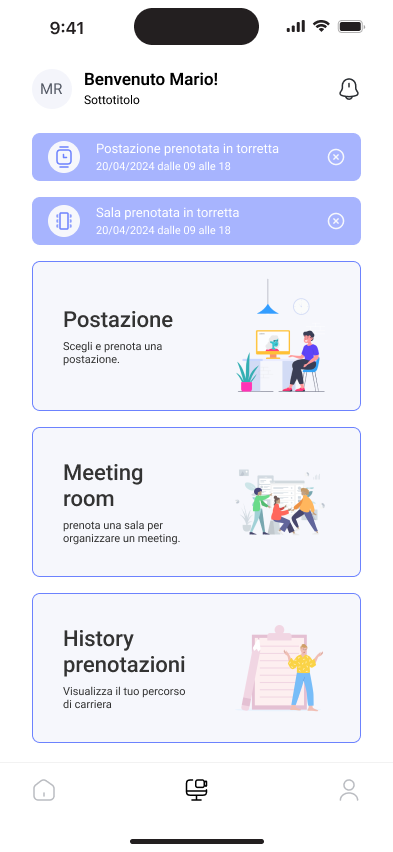 9:41
MR
Benvenuto Mario!
Sottotitolo
Postazione prenotata in torretta
20/04/2024 dalle 09 alle 18
Sala prenotata in torretta
20/04/2024 dalle 09 alle 18
Postazione
Scegli e prenota una
postazione.
Meeting
room
prenota una sala per
organizzare un meeting.
History
prenotazioni
Visualizza il tuo percorso
di carriera